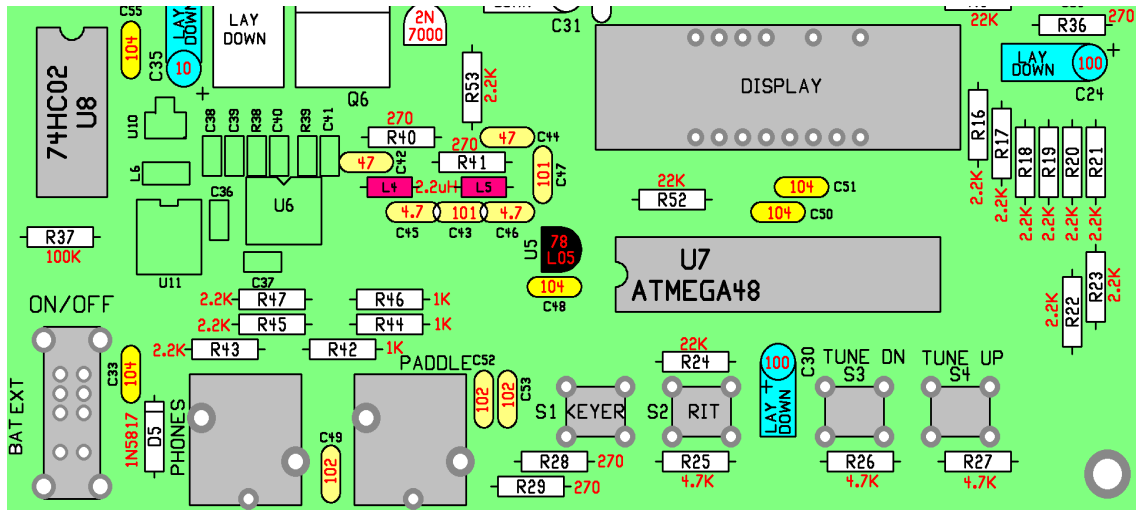 C55
104
LAY
DOWN
C35
10
+
LAY
DOWN
Q6
2N
7000
C31
R53
2.2K
DISPLAY
22K
R36
270
LAY
DOWN
100
+
C24
74HC02
U8
U10
L6
C38
C39
R38
C40
R39
C41
U6
C36
U11
C37
R37
100K
270
R40
47
C44
270
R41
47
C42
101
C47
L4
2.2uH
L5
4.7
101
4.7
C45
C43
C46
U5
78
L05
104
C48
22K
R52
104
C51
104
C50
U7
ATMEGA48
R16
2.2K
R17
2.2K
R18
2.2K
R19
2.2K
R20
2.2K
R21
2.2K
R22
2.2K
R23
2.2K
ON/OFF
BATEXT
C33
104
1N5817
D5
PHONES
2.2K
R47
R46
1K
2.2K
R45
R44
1K
2.2K
R43
R42
1K
PADDLE
C52
102
C53
102
C49
102
S1
KEYER
S2
RIT
22K
R24
100
C30
+
LAY
DOWN
TUNE DN
S3
TUNE UP
S4
R28
270
R29
270
R25
4.7K
R26
4.7K
R27
4.7K